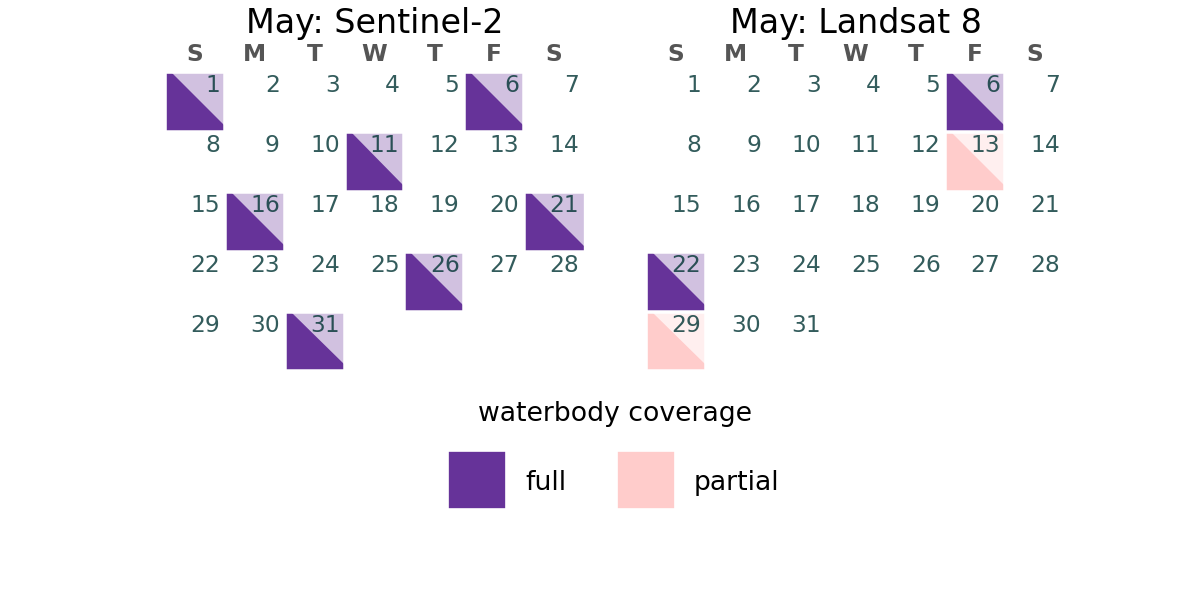 May: Sentinel-2
S M T W T F S
1 2 3 4 5 6 7
8 9 10 11 12 13 14
15 16 17 18 19 20 21
22 23 24 25 26 27 28
29 30 31
May: Landsat 8
S M T W T F S
1 2 3 4 5 6 7
8 9 10 11 12 13 14
15 16 17 18 19 20 21
22 23 24 25 26 27 28
29 30 31
waterbody coverage
full partial